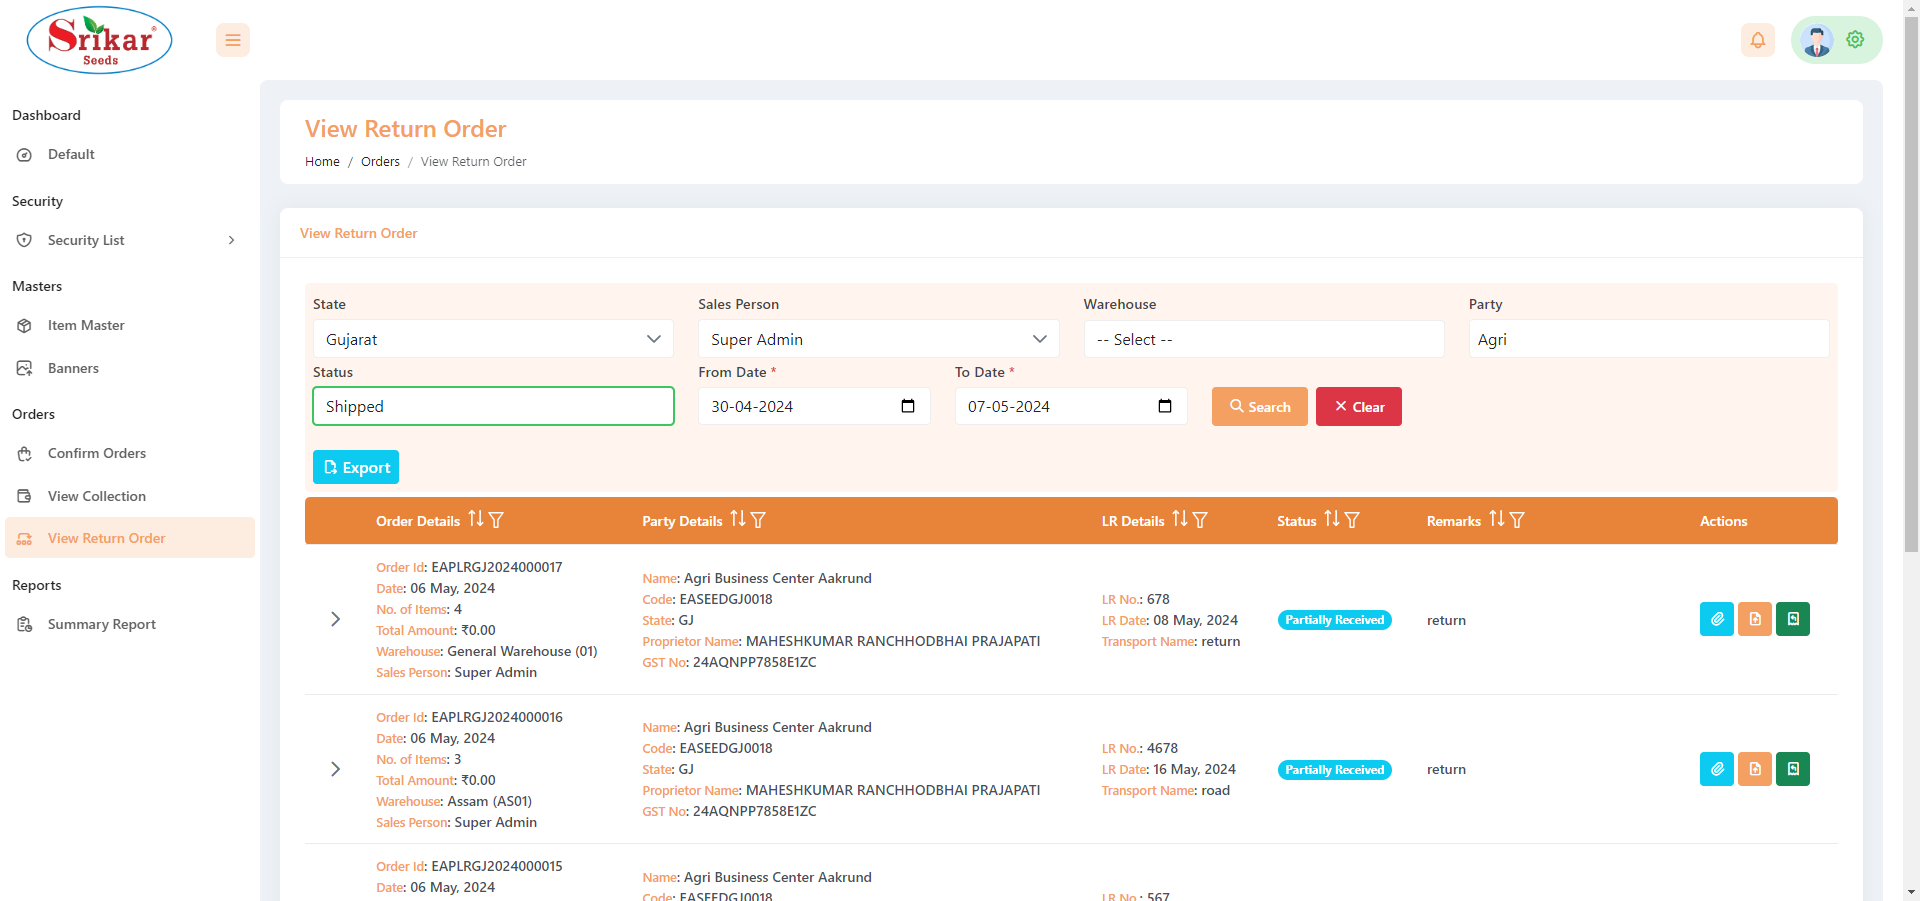 Srikar®
Seeds
Dashboard
Default
Security
Security List
Masters
Item Master
Banners
Orders
Confirm Orders
View Collection
View Return Order
Reports
Summary Report
View Return Order
Home / Orders / View Return Order
View Return Order
State Sales Person Warehouse Party
Gujarat Super Admin -- Select -- Agri
Status From Date * To Date *
Shipped 30-04-2024 07-05-2024 Search Clear
Export
Order Details Party Details LR Details Status Remarks Actions
Order Id: EAPLRGJ2024000017
Date: 06 May, 2024
No. of Items: 4
Total Amount: ₹0.00
Warehouse: General Warehouse (01)
Sales Person: Super Admin
Name: Agri Business Center Aakrund
Code: EASEEDGJ0018
State: GJ
Proprietor Name: MAHESHKUMAR RANCHHODBHAI PRAJAPATI
GST No: 24AQNPP7858E1ZC
LR No.: 678
LR Date: 08 May, 2024
Transport Name: return
Partially Received
return
Order Id: EAPLRGJ2024000016
Date: 06 May, 2024
No. of Items: 3
Total Amount: ₹0.00
Warehouse: Assam (AS01)
Sales Person: Super Admin
Name: Agri Business Center Aakrund
Code: EASEEDGJ0018
State: GJ
Proprietor Name: MAHESHKUMAR RANCHHODBHAI PRAJAPATI
GST No: 24AQNPP7858E1ZC
LR No.: 4678
LR Date: 16 May, 2024
Transport Name: road
Partially Received
return
Order Id: EAPLRGJ2024000015
Date: 06 May, 2024
Name: Agri Business Center Aakrund
Code: EASEEDGJ0018
LR No.: 567